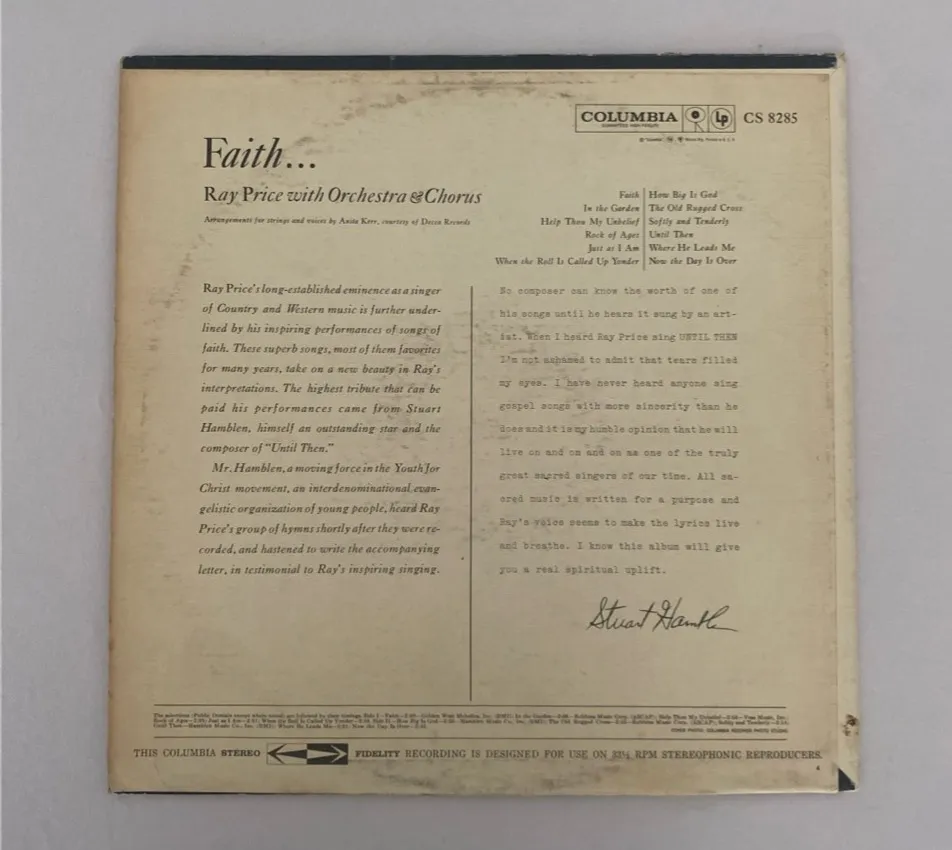 COLUMBIA
Lp
CS 8285
Faith...
Ray Price with Orchestra & Chorus
Arrangements for strings and voices by Anita Kerr, courtesy of Decca Records
Faith | How Big Is God
In the Garden | The Old Rugged Cross
Help Thou My Unbelief | Softly and Tenderly
Rock of Ages | Until Then
Just as I Am | Where He Leads Me
When the Roll Is Called Up Yonder | Now the Day Is Over
Ray Price's long-established eminence as a singer
of Country and Western music is further under-
lined by his inspiring performances of songs of
faith. These superb songs, most of them favorites
for many years, take on a new beauty in Ray's
interpretations. The highest tribute that can be
paid his performances came from Stuart
Hamblen, himself an outstanding star and the
composer of "Until Then."
Mr. Hamblen, a moving force in the Youth for
Christ movement, an interdenominational evan-
gelistic organization of young people, heard Ray
Price's group of hymns shortly after they were re-
corded, and hastened to write the accompanying
letter, in testimonial to Ray's inspiring singing.
No composer can know the worth of one of
his songs until he hears it sung by an art-
ist. When I heard Ray Price sing UNTIL THEN
I'm not ashamed to admit that tears filled
my eyes. I have never heard anyone sing
gospel songs with more sincerity than he
does and it is my humble opinion that he will
live on and on and on as one of the truly
great sacred singers of our time. All sa-
cred music is written for a purpose and
Ray's voice seems to make the lyrics live
and breathe. I know this album will give
you a real spiritual uplift.
Stuart Hamblen
THIS COLUMBIA STEREO FIDELITY RECORDING IS DESIGNED FOR USE ON 33⅓ RPM STEREOPHONIC REPRODUCERS.
4